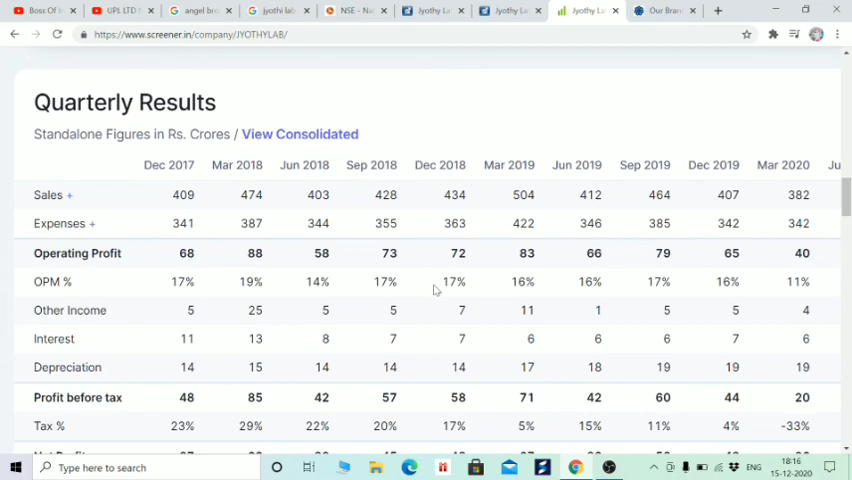 Boss Of
UPL LTD
angel bro
jyothi lab
NSE - Na
Jyothy La
Jyothy La
Jyothy La
Our Bran
https://www.screener.in/company/JYOTHYLAB/
Quarterly Results
Standalone Figures in Rs. Crores / View Consolidated
Dec 2017 Mar 2018 Jun 2018 Sep 2018 Dec 2018 Mar 2019 Jun 2019 Sep 2019 Dec 2019 Mar 2020 Ju
Sales + 409 474 403 428 434 504 412 464 407 382
Expenses + 341 387 344 355 363 422 346 385 342 342
Operating Profit 68 88 58 73 72 83 66 79 65 40
OPM % 17% 19% 14% 17% 17% 16% 16% 17% 16% 11%
Other Income 5 25 5 5 7 11 1 5 5 4
Interest 11 13 8 7 7 6 6 6 7 6
Depreciation 14 15 14 14 14 17 18 19 19 19
Profit before tax 48 85 42 57 58 71 42 60 44 20
Tax % 23% 29% 22% 20% 17% 5% 15% 11% 4% -33%
Type here to search
ENG
18:16
15-12-2020